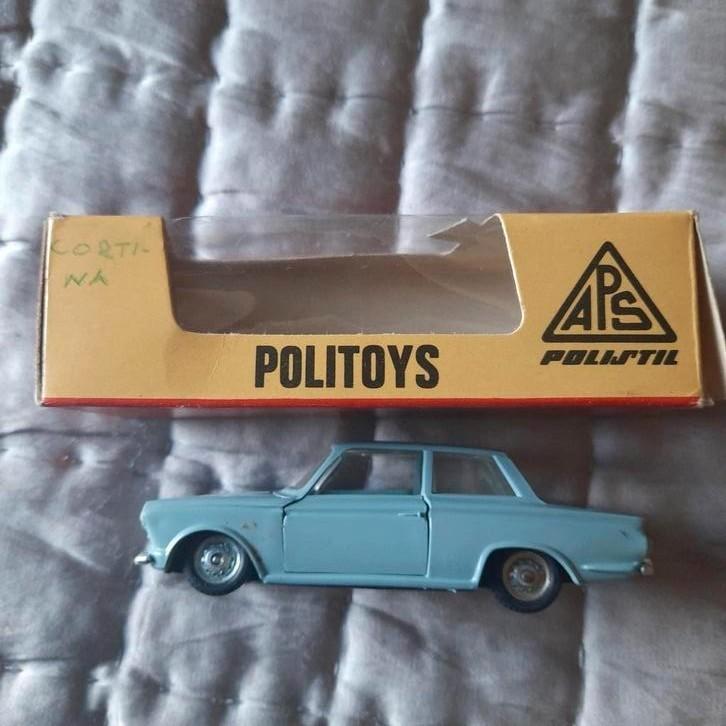 CORTI-
NA
POLITOYS
APS
POLISTIL